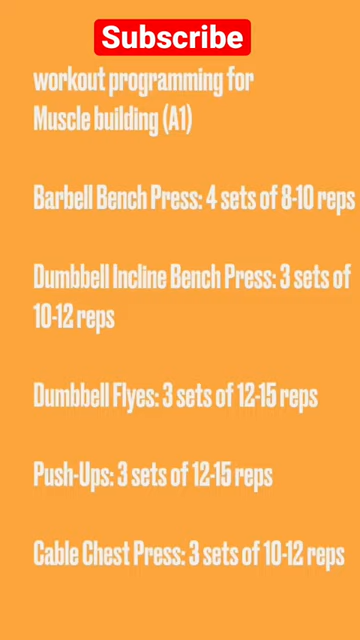 Subscribe
workout programming for
Muscle building (A1)
Barbell Bench Press: 4 sets of 8-10 reps
Dumbbell Incline Bench Press: 3 sets of
10-12 reps
Dumbbell Flyes: 3 sets of 12-15 reps
Push-Ups: 3 sets of 12-15 reps
Cable Chest Press: 3 sets of 10-12 reps